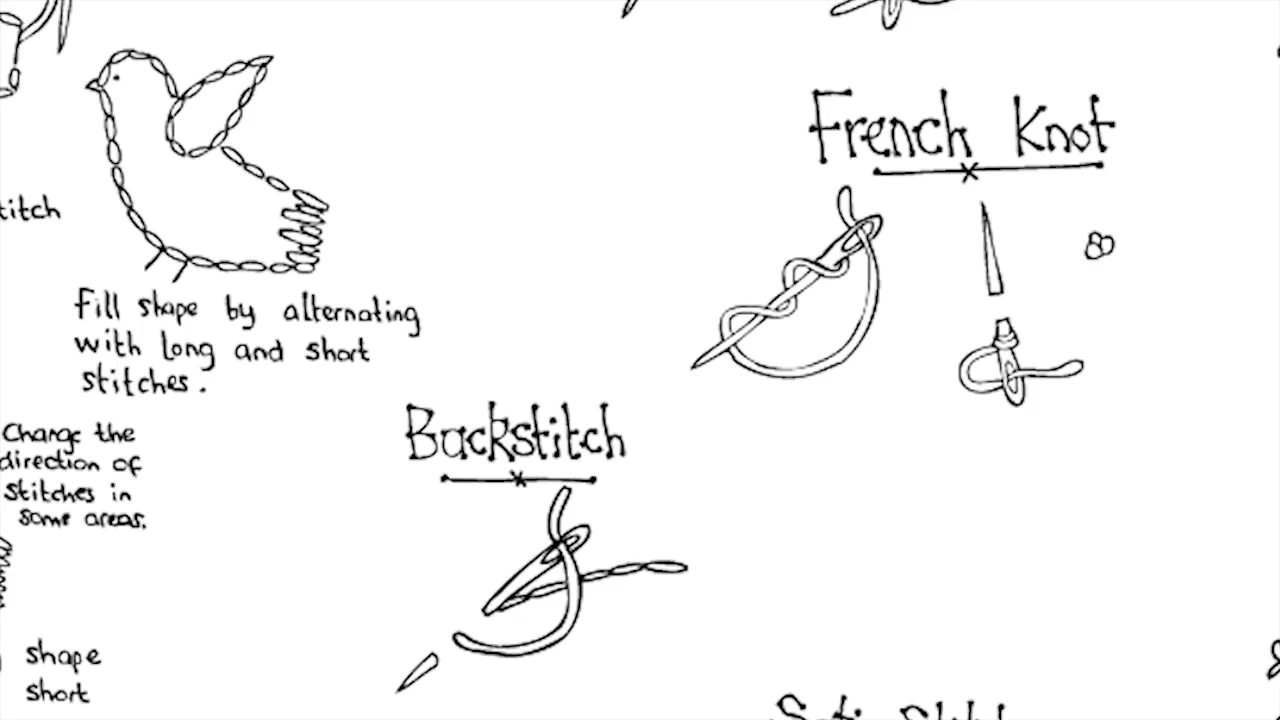 French Knot
titch
Fill shape by alternating
with long and short
stitches.
Backstitch
Change the
direction of
stitches in
some areas.
shape
short